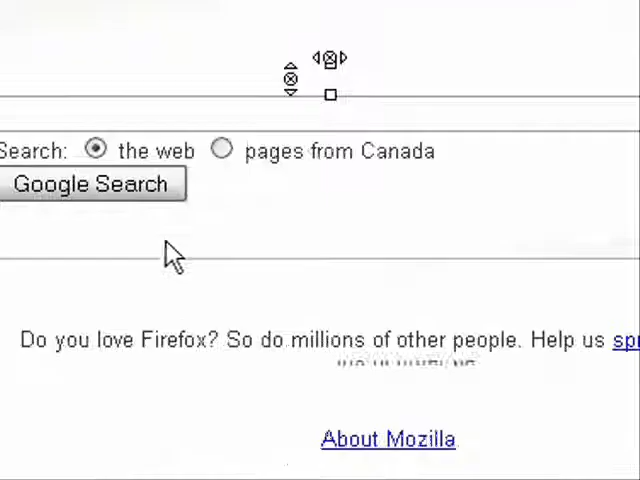 Search: the web pages from Canada
Google Search
Do you love Firefox? So do millions of other people. Help us
About Mozilla